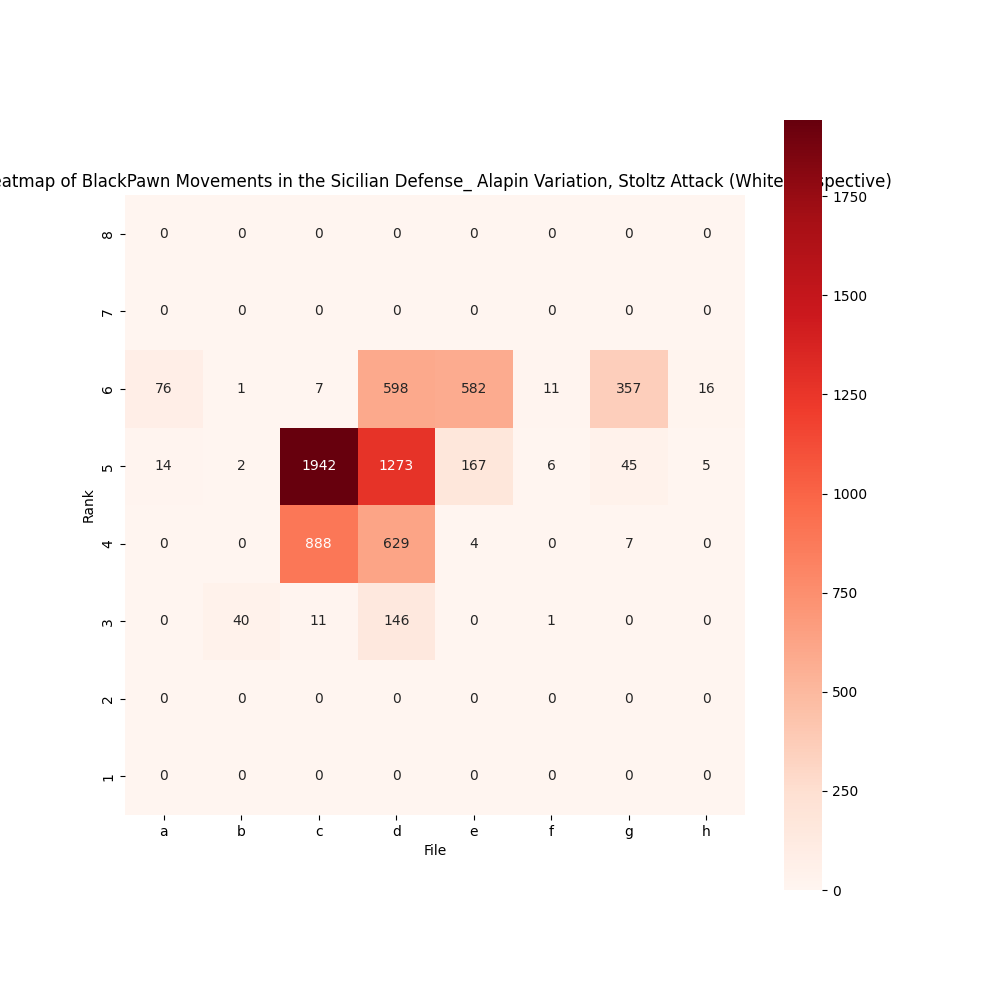 eatmap of BlackPawn Movements in the Sicilian Defense_ Alapin Variation, Stoltz Attack (White Perspective)
8 0 0 0 0 0 0 0 0
7 0 0 0 0 0 0 0 0
6 76 1 7 598 582 11 357 16
5 14 2 1942 1273 167 6 45 5
4 0 0 888 629 4 0 7 0
3 0 40 11 146 0 1 0 0
2 0 0 0 0 0 0 0 0
1 0 0 0 0 0 0 0 0
a b c d e f g h
Rank
File
1750
1500
1250
1000
750
500
250
0